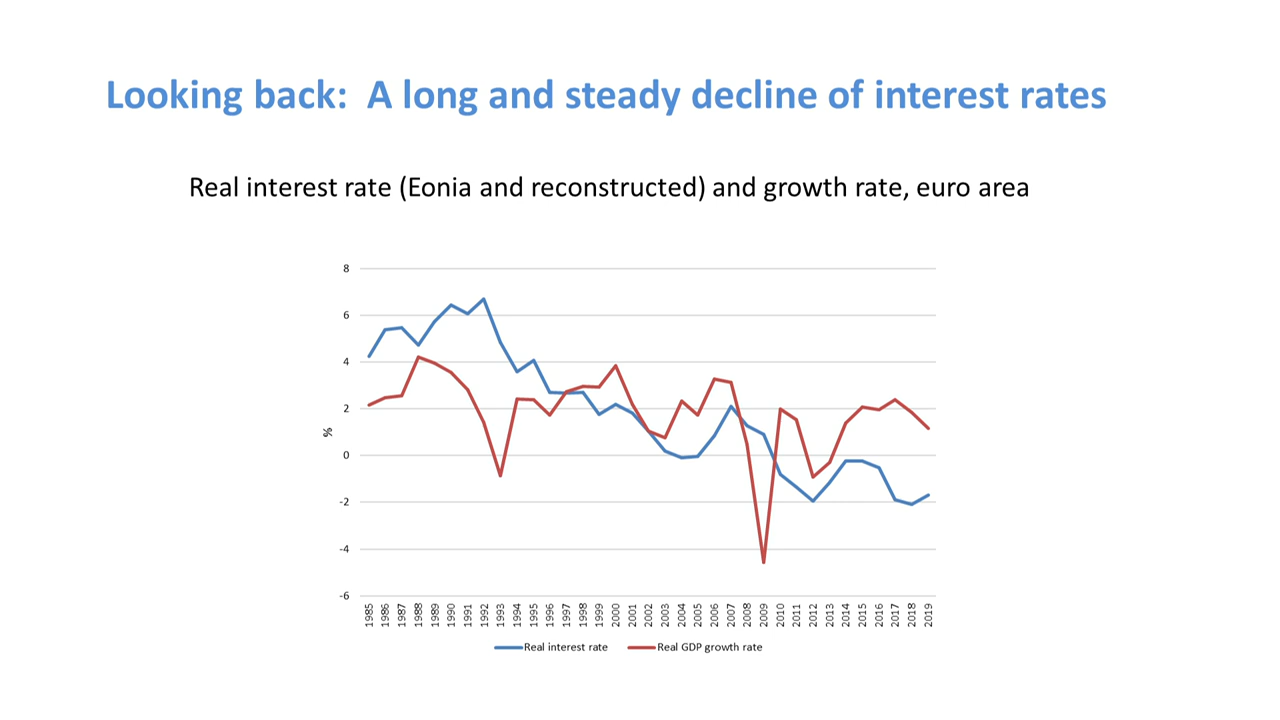 Looking back:  A long and steady decline of interest rates
Real interest rate (Eonia and reconstructed) and growth rate, euro area
8
6
4
2
0
-2
-4
-6
%
1985 1986 1987 1988 1989 1990 1991 1992 1993 1994 1995 1996 1997 1998 1999 2000 2001 2002 2003 2004 2005 2006 2007 2008 2009 2010 2011 2012 2013 2014 2015 2016 2017 2018 2019
Real interest rate Real GDP growth rate